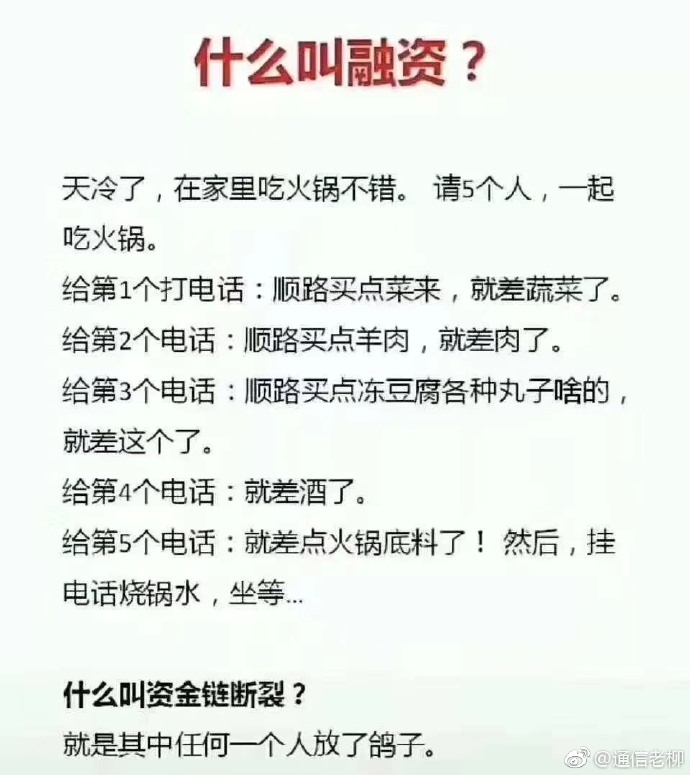 什么叫融资？
天冷了，在家里吃火锅不错。 请5个人，一起
吃火锅。
给第1个打电话：顺路买点菜来，就差蔬菜了。
给第2个电话：顺路买点羊肉，就差肉了。
给第3个电话：顺路买点冻豆腐各种丸子啥的，
就差这个了。
给第4个电话：就差酒了。
给第5个电话：就差点火锅底料了！ 然后，挂
电话烧锅水，坐等...
什么叫资金链断裂？
就是其中任何一个人放了鸽子。
@通信老柳